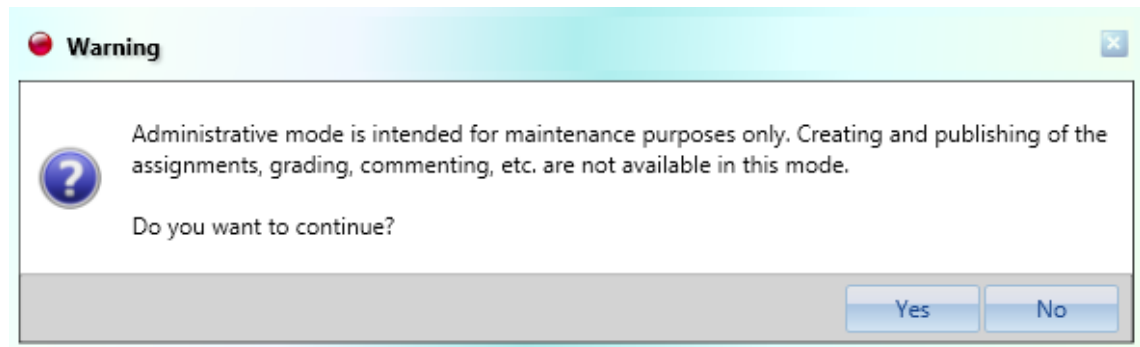 Warning
Administrative mode is intended for maintenance purposes only. Creating and publishing of the
assignments, grading, commenting, etc. are not available in this mode.
Do you want to continue?
Yes No